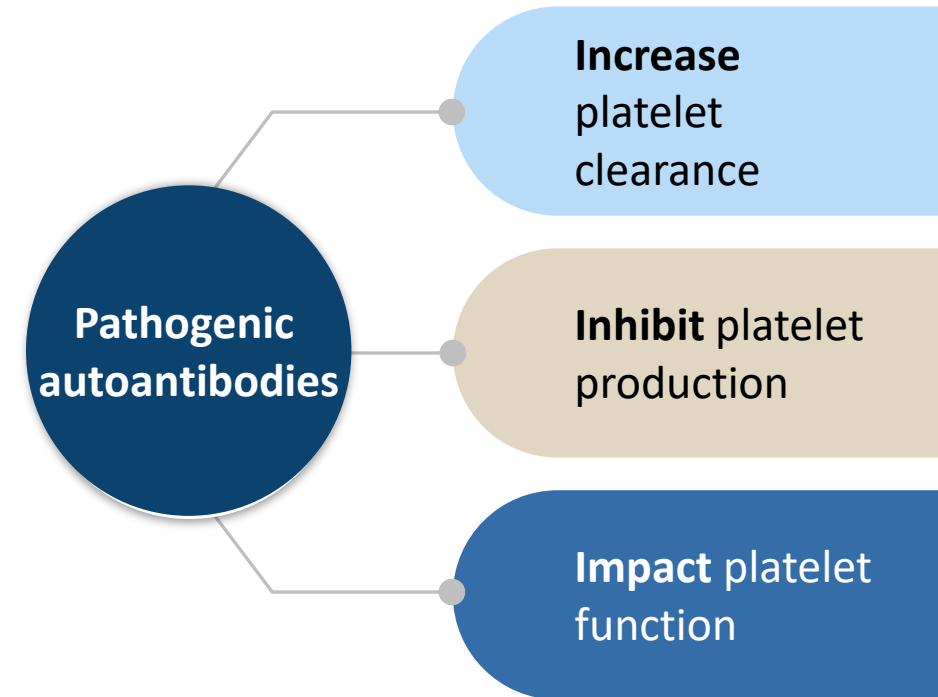 Pathogenic
autoantibodies
Increase
platelet
clearance
Inhibit platelet
production
Impact platelet
function